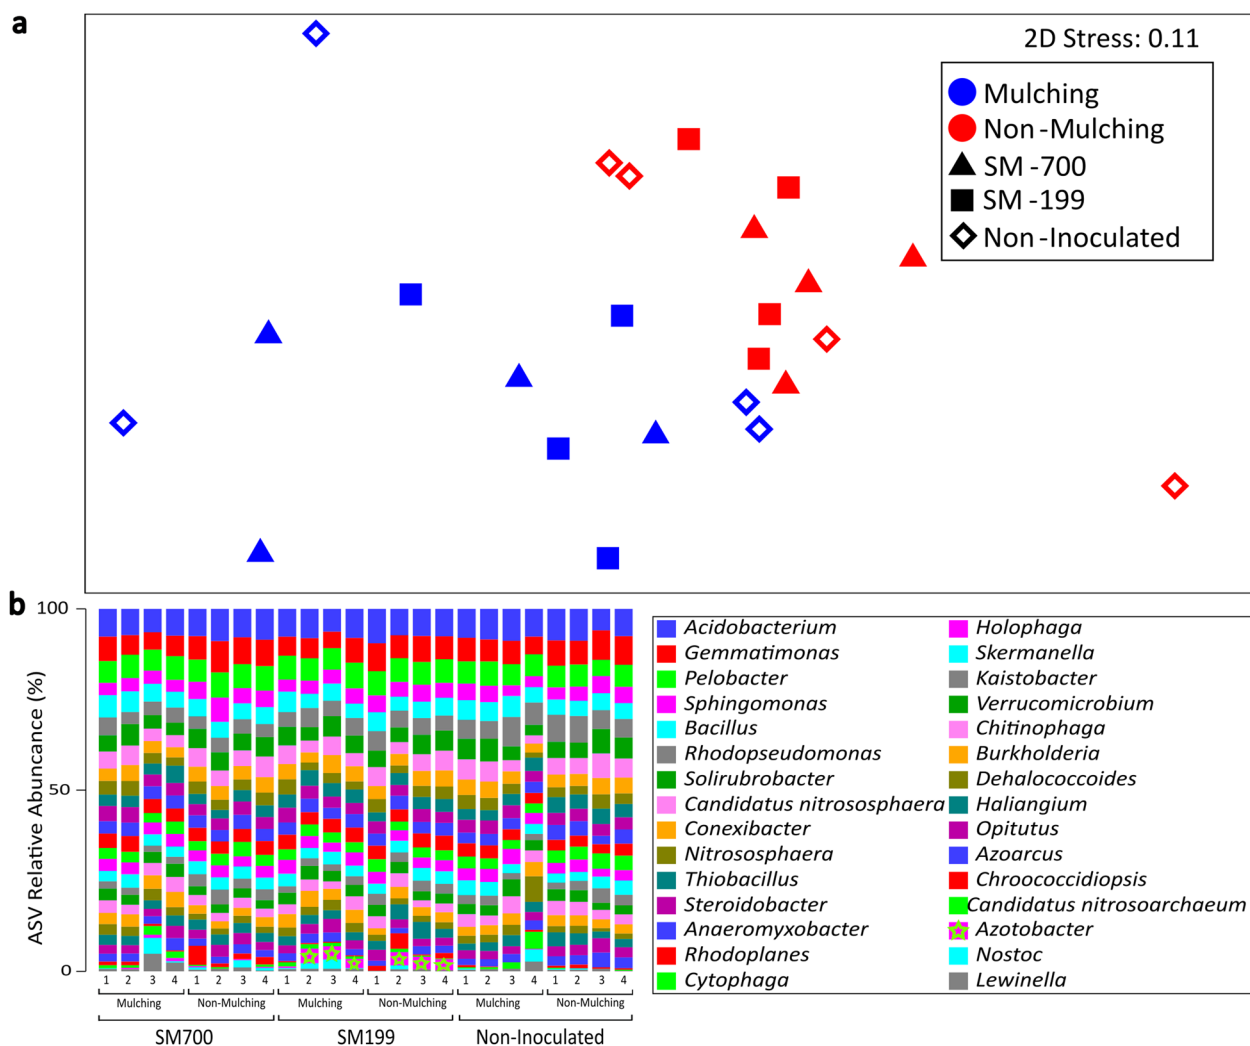 a
2D Stress: 0.11
Mulching
Non-Mulching
SM-700
SM-199
Non-Inoculated
b
ASV Relative Abuncance (%)
100
50
0
1 2 3 4 1 2 3 4 1 2 3 4 1 2 3 4 1 2 3 4 1 2 3 4
Mulching Non-Mulching Mulching Non-Mulching Mulching Non-Mulching
SM700 SM199 Non-Inoculated
Acidobacterium
Gemmatimonas
Pelobacter
Sphingomonas
Bacillus
Rhodopseudomonas
Solirubrobacter
Candidatus nitrososphaera
Conexibacter
Nitrososphaera
Thiobacillus
Steroidobacter
Anaeromyxobacter
Rhodoplanes
Cytophaga
Holophaga
Skermanella
Kaistobacter
Verrucomicrobium
Chitinophaga
Burkholderia
Dehalococcoides
Haliangium
Opitutus
Azoarcus
Chroococcidiopsis
Candidatus nitrosoarchaeum
Azotobacter
Nostoc
Lewinella